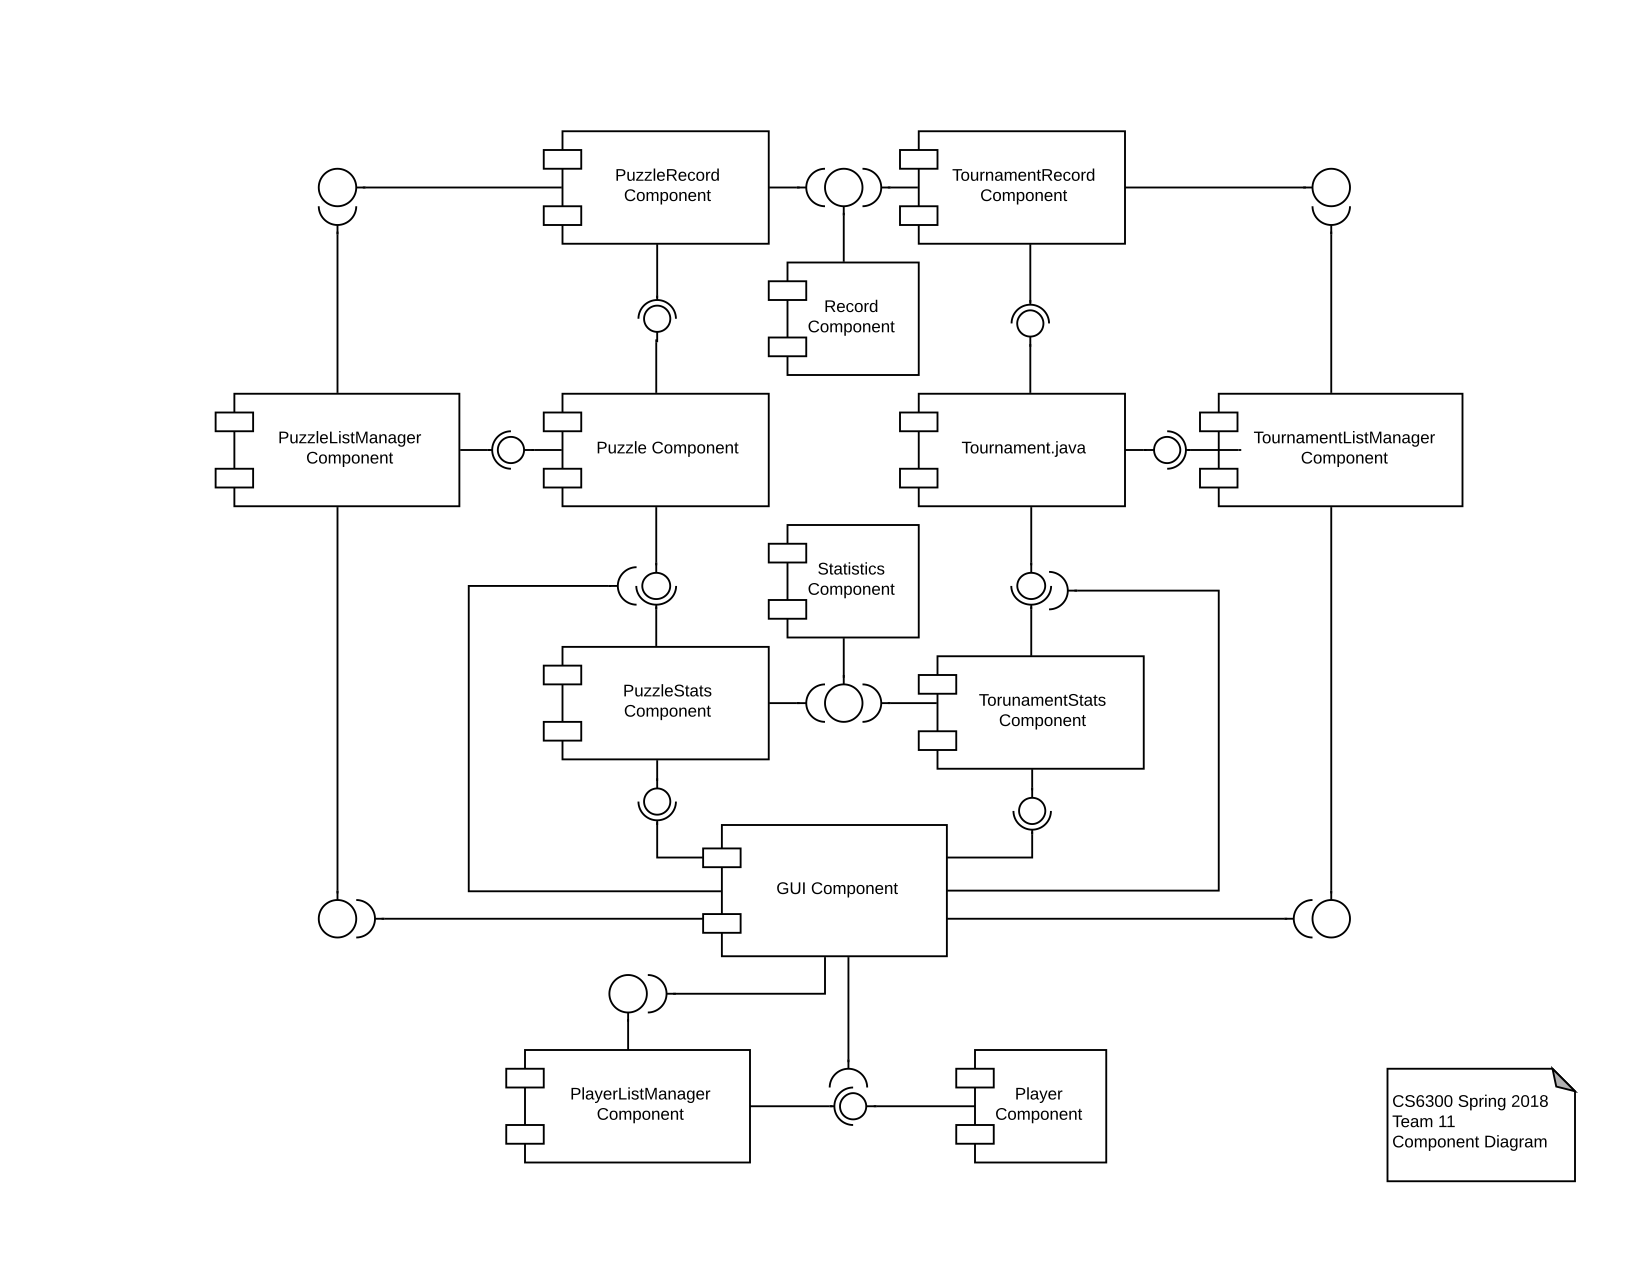 PuzzleRecord
Component
TournamentRecord
Component
Record
Component
PuzzleListManager
Component
Puzzle Component
Tournament.java
TournamentListManager
Component
Statistics
Component
PuzzleStats
Component
TorunamentStats
Component
GUI Component
PlayerListManager
Component
Player
Component
CS6300 Spring 2018
Team 11
Component Diagram